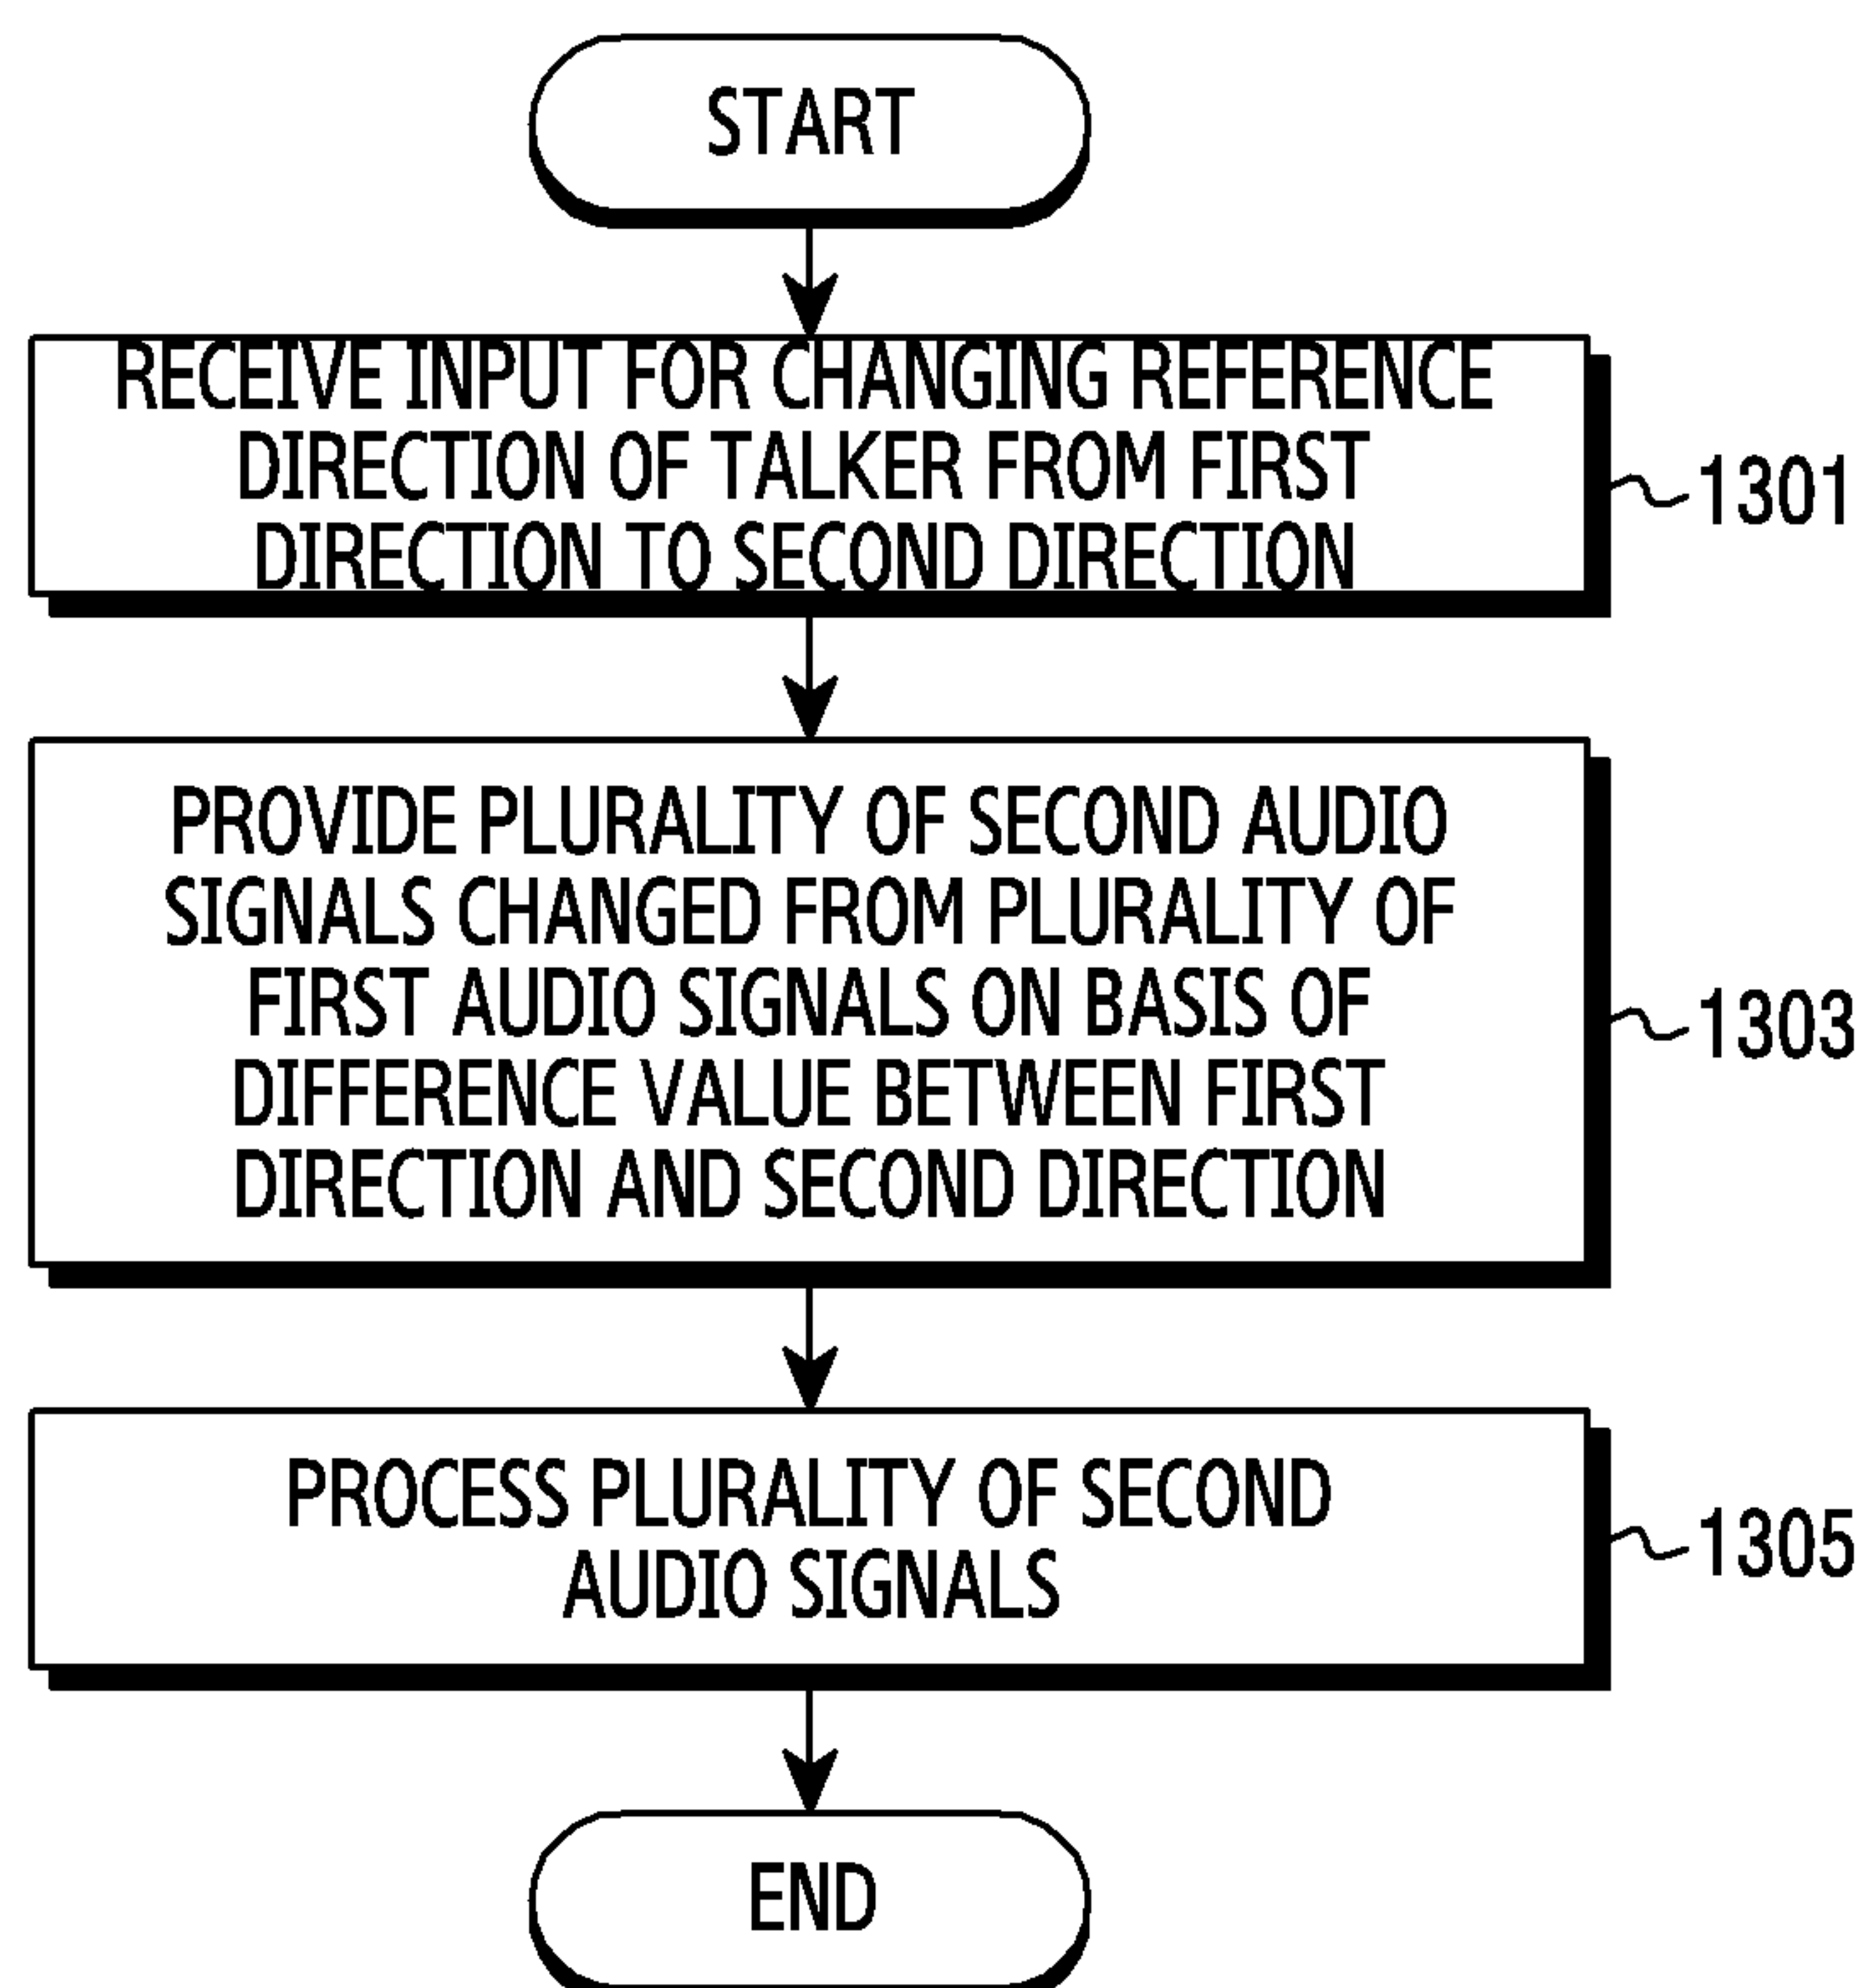 START
RECEIVE INPUT FOR CHANGING REFERENCE
DIRECTION OF TALKER FROM FIRST
DIRECTION TO SECOND DIRECTION
1301
PROVIDE PLURALITY OF SECOND AUDIO
SIGNALS CHANGED FROM PLURALITY OF
FIRST AUDIO SIGNALS ON BASIS OF
DIFFERENCE VALUE BETWEEN FIRST
DIRECTION AND SECOND DIRECTION
1303
PROCESS PLURALITY OF SECOND
AUDIO SIGNALS
1305
END